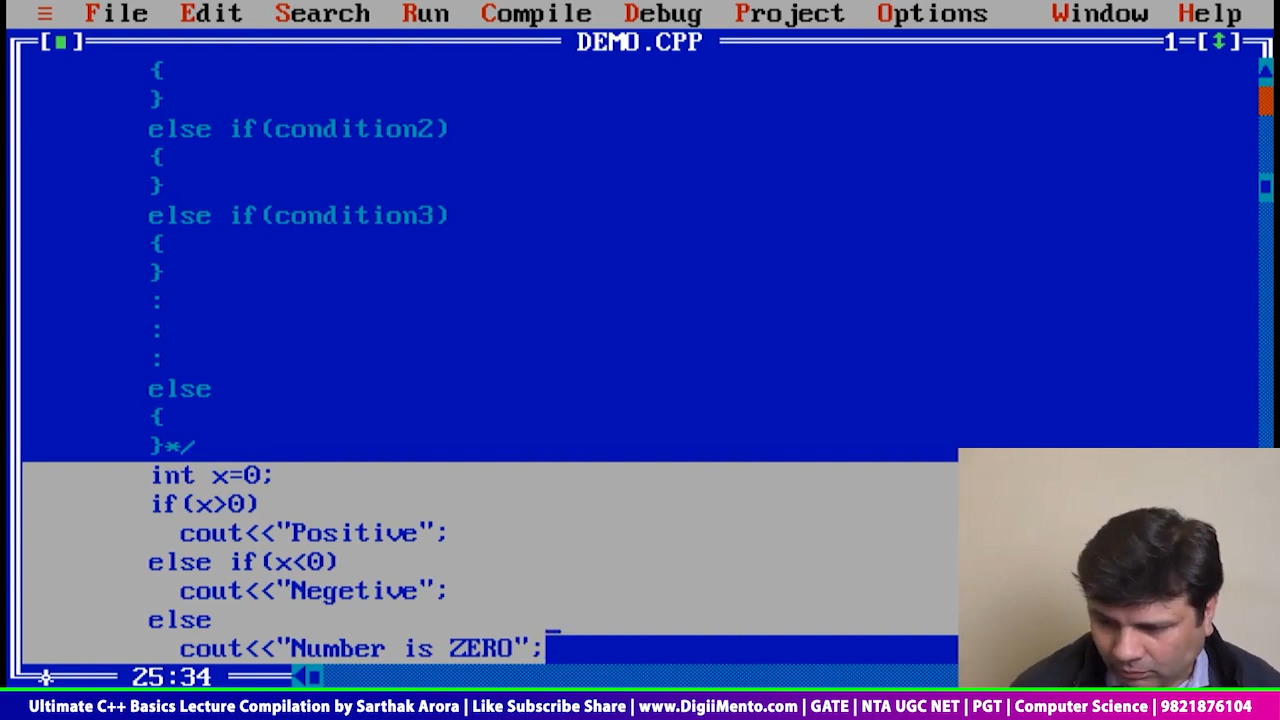 ≡ File Edit Search Run Compile Debug Project Options Window Help
[■] DEMO.CPP 1=[↕]
{
}
else if(condition2)
{
}
else if(condition3)
{
}
:
:
:
else
{
}*/
int x=0;
if(x>0)
cout<<"Positive";
else if(x<0)
cout<<"Negetive";
else
cout<<"Number is ZERO";
25:34
Ultimate C++ Basics Lecture Compilation by Sarthak Arora | Like Subscribe Share | www.DigiiMento.com | GATE | NTA UGC NET | PGT | Computer Science | 9821876104